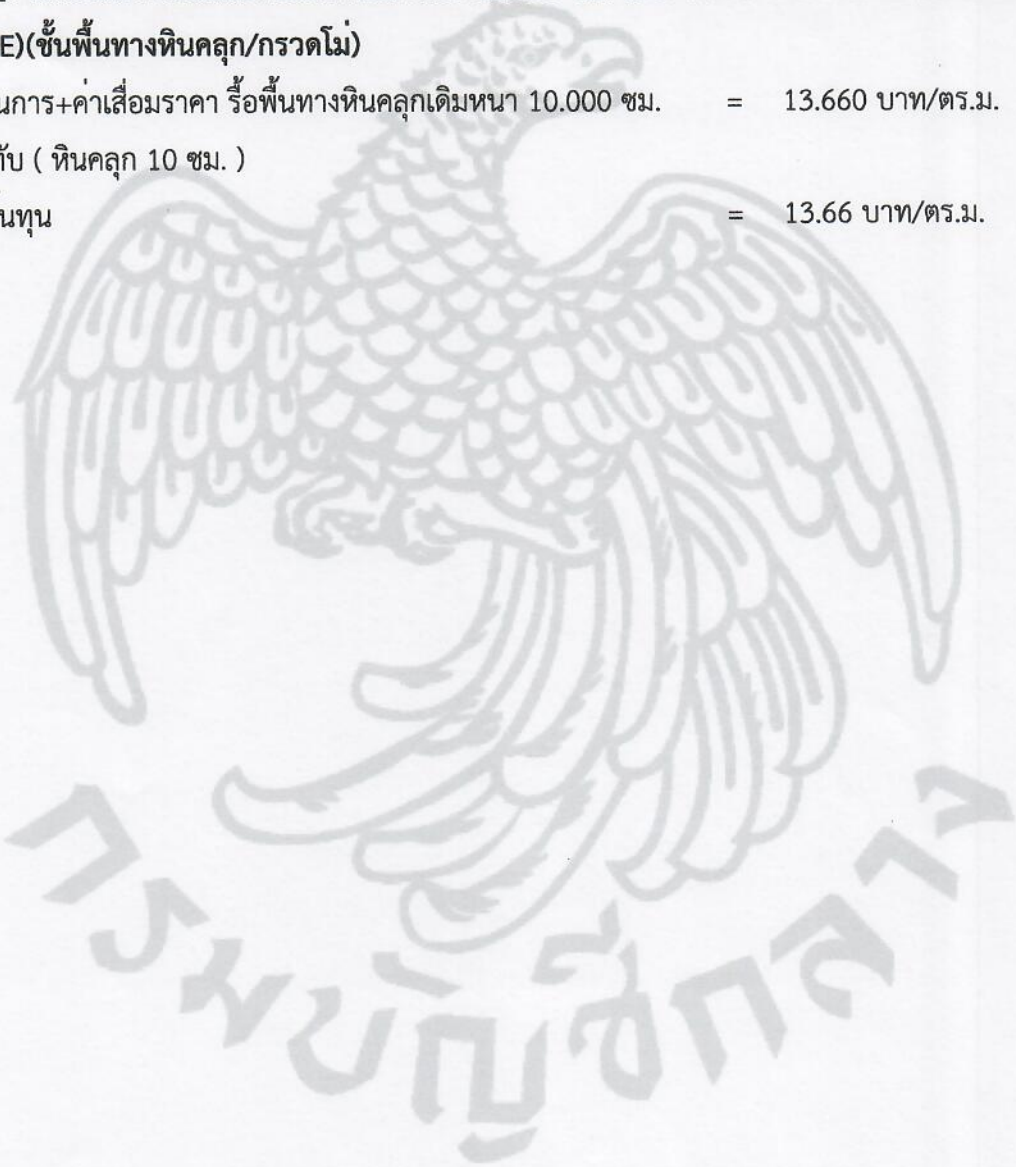 E)(ชั้นพื้นทางหินคลุก/กรวดโม่)
นการ+ค่าเสื่อมราคา รื้อพื้นทางหินคลุกเดิมหนา 10.000 ซม. = 13.660 บาท/ตร.ม.
ทับ ( หินคลุก 10 ซม. )
นทุน = 13.66 บาท/ตร.ม.
กรมบัญชีกลาง